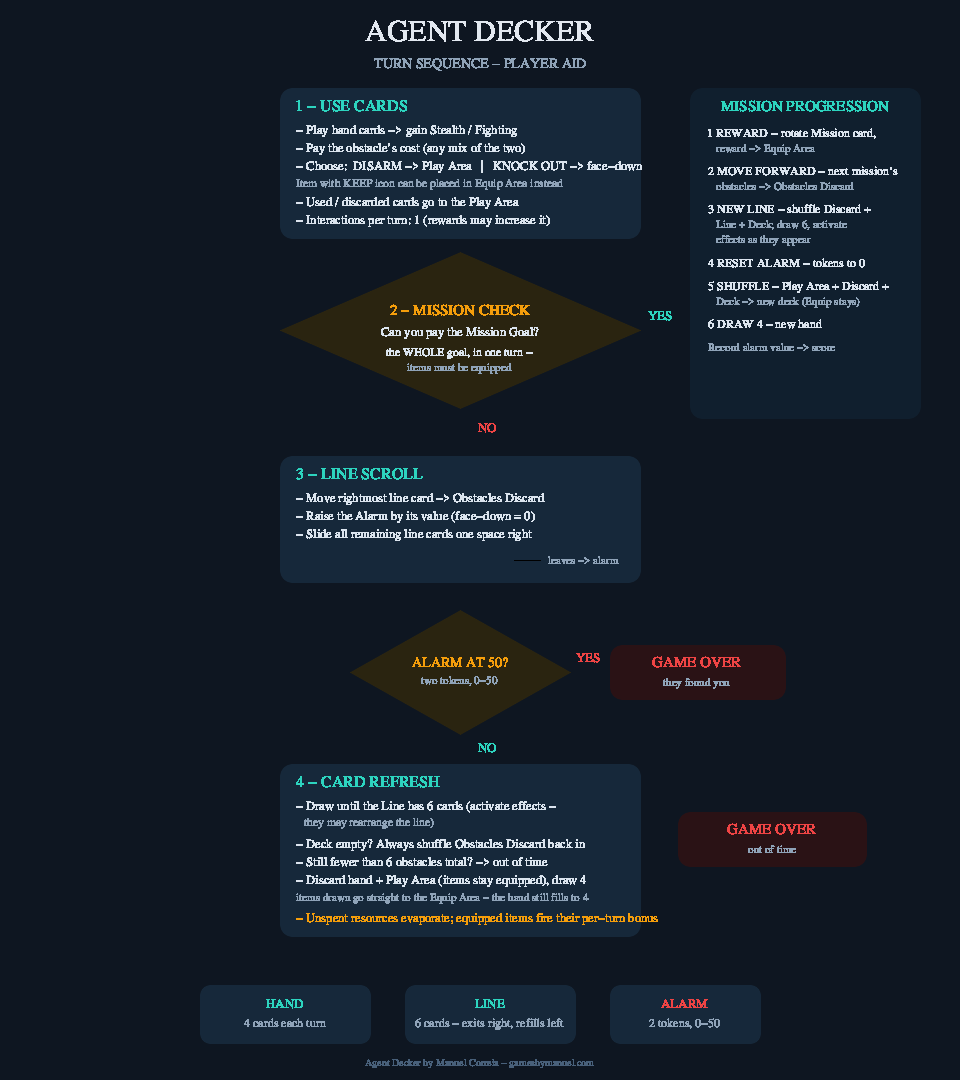 AGENT DECKER
TURN SEQUENCE – PLAYER AID
1 – USE CARDS
– Play hand cards –> gain Stealth / Fighting
– Pay the obstacle's cost (any mix of the two)
– Choose: DISARM –> Play Area | KNOCK OUT –> face–down
Item with KEEP icon can be placed in Equip Area instead
– Used / discarded cards go to the Play Area
– Interactions per turn: 1 (rewards may increase it)
MISSION PROGRESSION
1 REWARD – rotate Mission card,
reward –> Equip Area
2 MOVE FORWARD – next mission's
obstacles –> Obstacles Discard
3 NEW LINE – shuffle Discard +
Line + Deck; draw 6, activate
effects as they appear
4 RESET ALARM – tokens to 0
5 SHUFFLE – Play Area + Discard +
Deck –> new deck (Equip stays)
6 DRAW 4 – new hand
Record alarm value –> score
2 – MISSION CHECK
Can you pay the Mission Goal?
the WHOLE goal, in one turn –
items must be equipped
YES
NO
3 – LINE SCROLL
– Move rightmost line card –> Obstacles Discard
– Raise the Alarm by its value (face–down = 0)
– Slide all remaining line cards one space right
leaves –> alarm
ALARM AT 50?
two tokens, 0–50
YES
GAME OVER
they found you
NO
4 – CARD REFRESH
– Draw until the Line has 6 cards (activate effects –
they may rearrange the line)
– Deck empty? Always shuffle Obstacles Discard back in
– Still fewer than 6 obstacles total? –> out of time
– Discard hand + Play Area (items stay equipped), draw 4
items drawn go straight to the Equip Area – the hand still fills to 4
– Unspent resources evaporate; equipped items fire their per–turn bonus
GAME OVER
out of time
HAND
4 cards each turn
LINE
6 cards – exits right, refills left
ALARM
2 tokens, 0–50
Agent Decker by Manuel Correia – gamesbymanuel.com